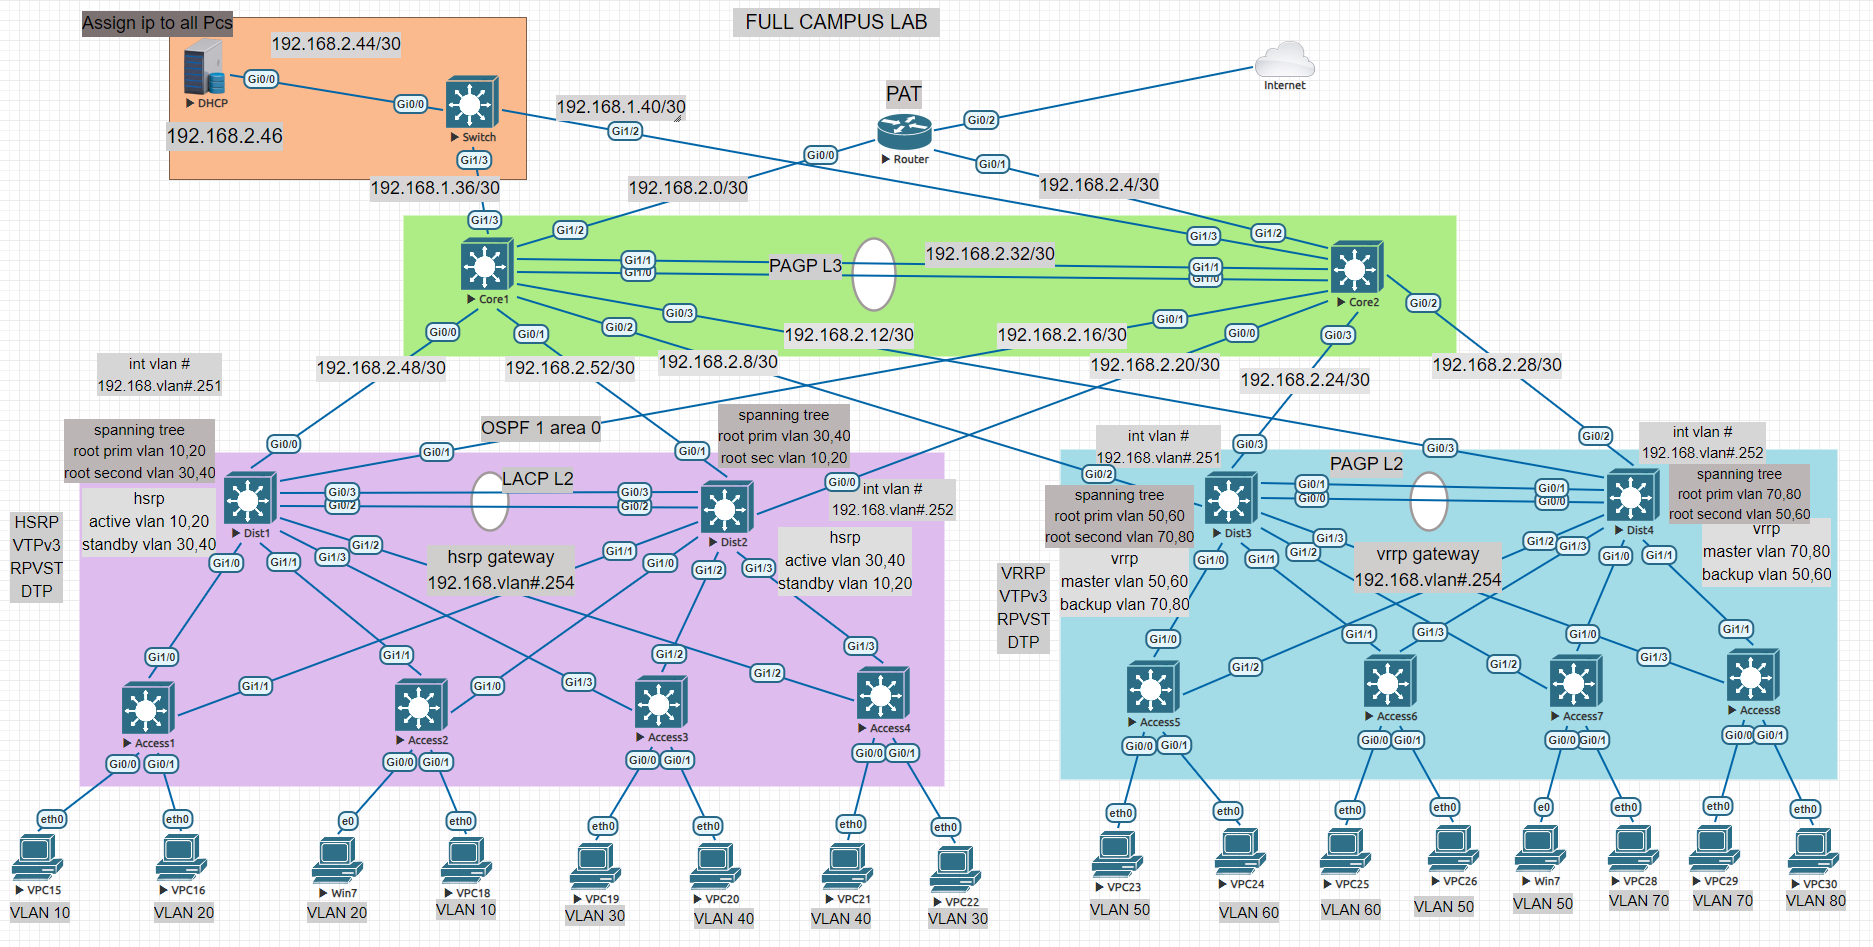 Assign ip to all Pcs
FULL CAMPUS LAB
192.168.2.44/30
Gi0/0
DHCP
Gi0/0
192.168.2.46
Switch
Gi1/3
192.168.1.36/30
192.168.1.40/30
Gi1/2
PAT
Router
Gi0/0
Gi0/2
Gi0/1
Internet
192.168.2.0/30
192.168.2.4/30
Gi1/3
Gi1/2
Core1
Gi1/1
Gi1/0
PAGP L3
192.168.2.32/30
Gi1/3
Gi1/2
Gi1/1
Gi1/0
Core2
Gi0/0
Gi0/1
Gi0/2
Gi0/3
Gi0/1
Gi0/0
Gi0/3
Gi0/2
192.168.2.12/30
192.168.2.16/30
192.168.2.48/30
192.168.2.52/30
192.168.2.8/30
192.168.2.20/30
192.168.2.24/30
192.168.2.28/30
int vlan #
192.168.vlan#.251
spanning tree
root prim vlan 10,20
root second vlan 30,40
hsrp
active vlan 10,20
standby vlan 30,40
HSRP
VTPv3
RPVST
DTP
Gi0/0
Gi0/1
OSPF 1 area 0
Gi0/1
spanning tree
root prim vlan 30,40
root sec vlan 10,20
Gi0/3
Gi0/2
LACP L2
Gi0/3
Gi0/2
Gi0/0
int vlan #
192.168.vlan#.252
Dist1
Dist2
Gi1/0
Gi1/1
Gi1/3
Gi1/2
hsrp gateway
192.168.vlan#.254
Gi1/1
Gi1/0
Gi1/2
Gi1/3
hsrp
active vlan 30,40
standby vlan 10,20
Gi1/0
Gi1/1
Gi1/1
Gi1/0
Gi1/3
Gi1/2
Gi1/2
Gi1/3
Access1
Access2
Access3
Access4
Gi0/0
Gi0/1
Gi0/0
Gi0/1
Gi0/0
Gi0/1
Gi0/0
Gi0/1
eth0
eth0
e0
eth0
eth0
eth0
eth0
eth0
VPC15
VPC16
Win7
VPC18
VPC19
VPC20
VPC21
VPC22
VLAN 10
VLAN 20
VLAN 20
VLAN 10
VLAN 30
VLAN 40
VLAN 40
VLAN 30
int vlan #
192.168.vlan#.251
Gi0/2
Gi0/3
spanning tree
root prim vlan 50,60
root second vlan 70,80
vrrp
master vlan 50,60
backup vlan 70,80
VRRP
VTPv3
RPVST
DTP
PAGP L2
Gi0/3
Gi0/2
int vlan #
192.168.vlan#.252
spanning tree
root prim vlan 70,80
root second vlan 50,60
vrrp
master vlan 70,80
backup vlan 50,60
Gi0/1
Gi0/0
Gi0/1
Gi0/0
Dist3
Dist4
Gi1/0
Gi1/1
Gi1/2
Gi1/3
vrrp gateway
192.168.vlan#.254
Gi1/2
Gi1/3
Gi1/0
Gi1/1
Gi1/0
Gi1/2
Gi1/1
Gi1/3
Gi1/2
Gi1/0
Gi1/3
Gi1/1
Access5
Access6
Access7
Access8
Gi0/0
Gi0/1
Gi0/0
Gi0/1
Gi0/0
Gi0/1
Gi0/0
Gi0/1
eth0
eth0
eth0
eth0
e0
eth0
eth0
eth0
VPC23
VPC24
VPC25
VPC26
Win7
VPC28
VPC29
VPC30
VLAN 50
VLAN 60
VLAN 60
VLAN 50
VLAN 50
VLAN 70
VLAN 70
VLAN 80